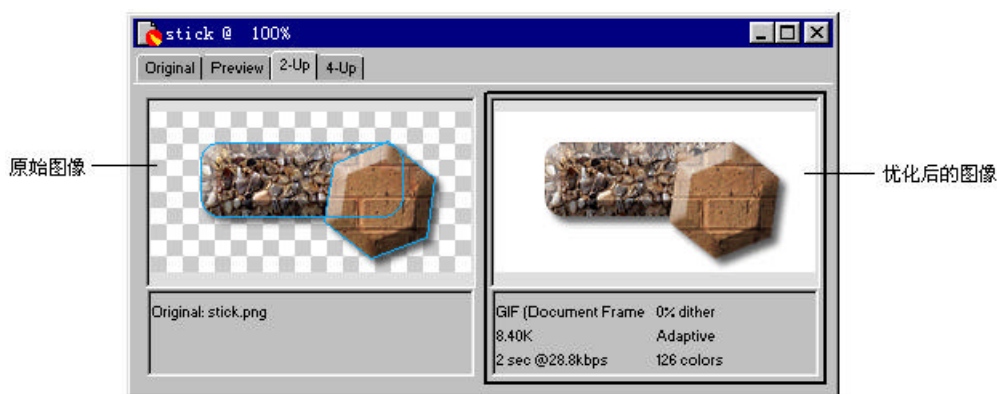 stick @ 100%
Original Preview 2-Up 4-Up
原始图像
优化后的图像
Original: stick.png
GIF (Document Frame 0% dither
8.40K Adaptive
2 sec @28.8kbps 126 colors